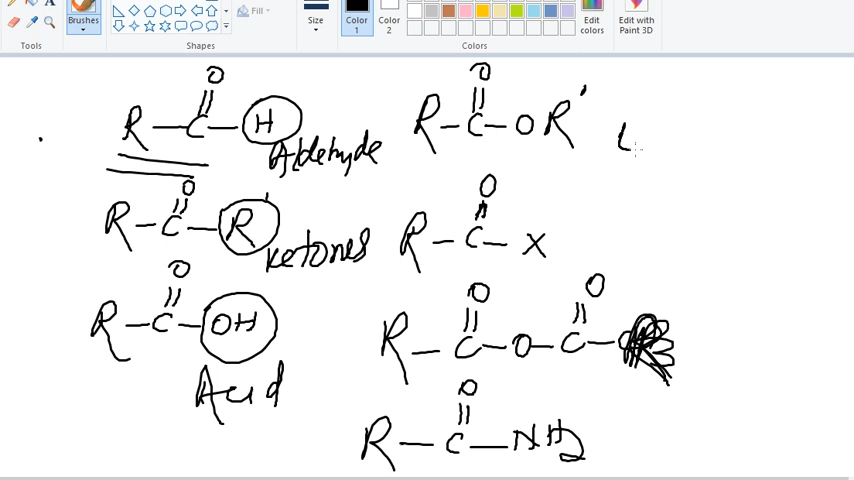 Brushes
Fill
Size
Color 1
Color 2
Edit colors
Edit with Paint 3D
Tools
Shapes
Colors
O
R-C-H
Aldehyde
O
R-C-OR'
O
R-C-R'
Ketones
O
R-C-X
O
R-C-OH
Acid
O O
R-C-O-C-
O
R-C-NH2